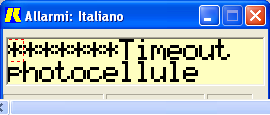 Allarmi: Italiano
*******Timeout
Photocellule